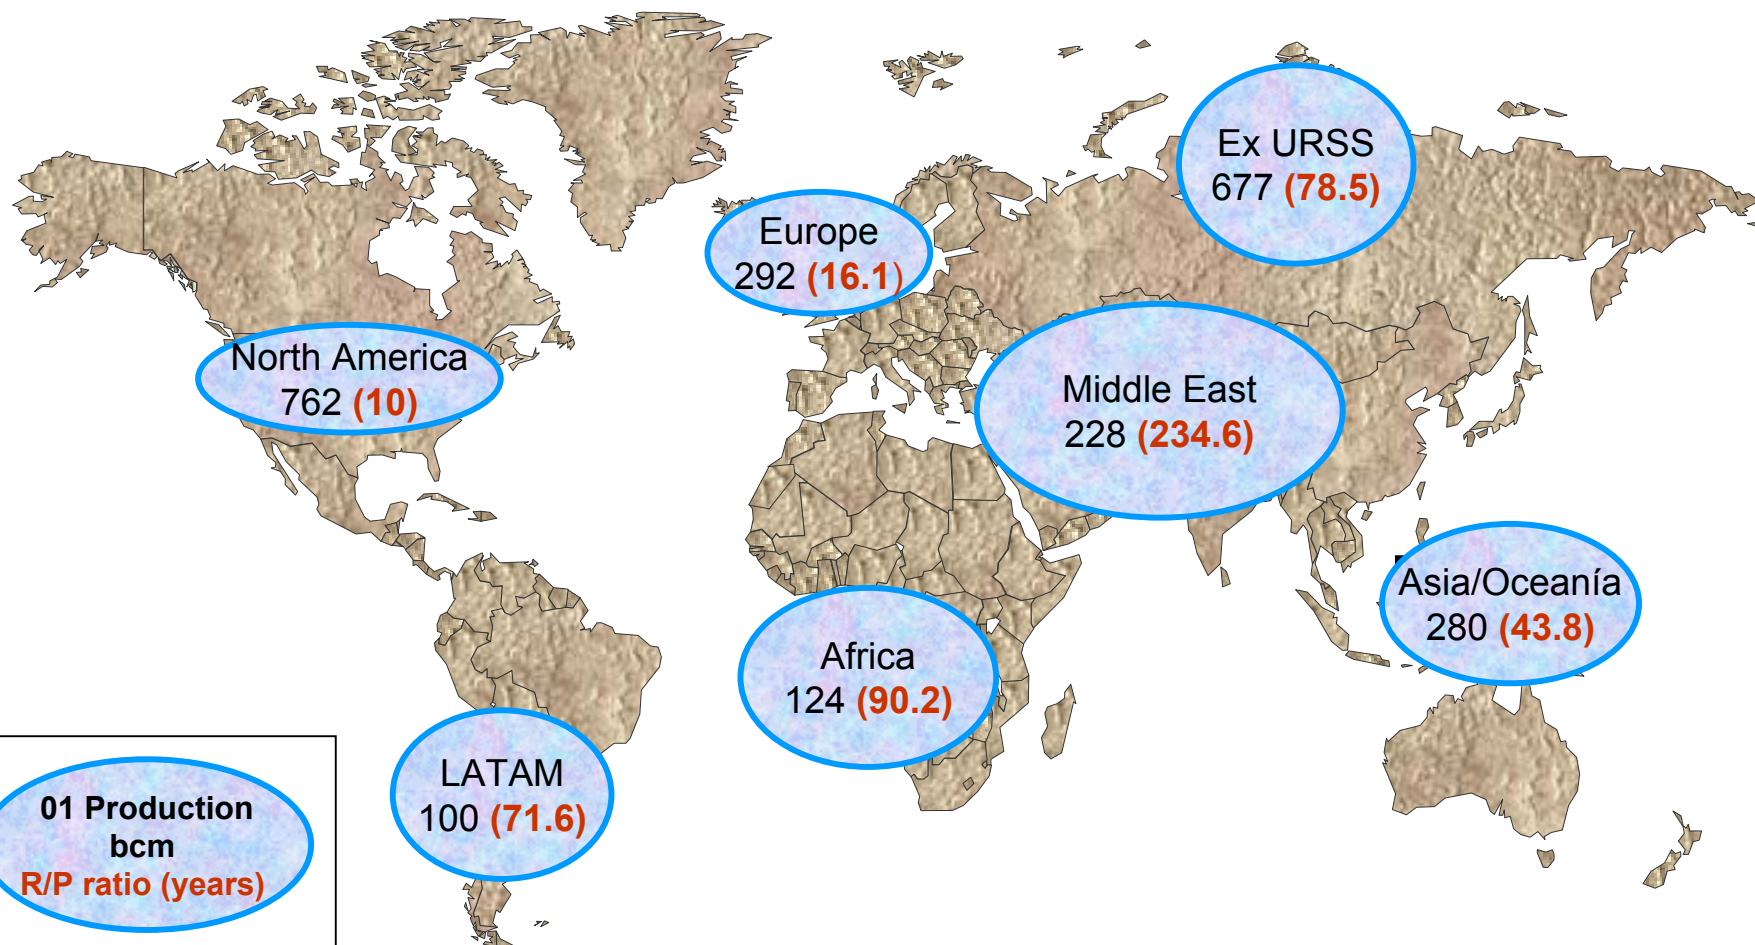 Ex URSS
677 (78.5)
Europe
292 (16.1)
North America
762 (10)
Middle East
228 (234.6)
Asia/Oceanía
280 (43.8)
Africa
124 (90.2)
LATAM
100 (71.6)
01 Production
bcm
R/P ratio (years)